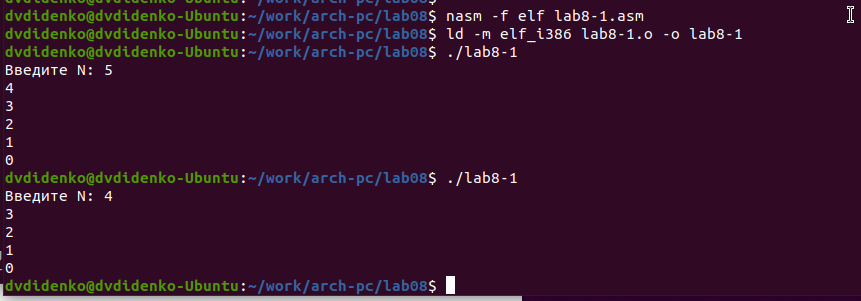 dvdidenko@dvdidenko-Ubuntu:~/work/arch-pc/lab08$ nasm -f elf lab8-1.asm
dvdidenko@dvdidenko-Ubuntu:~/work/arch-pc/lab08$ ld -m elf_i386 lab8-1.o -o lab8-1
dvdidenko@dvdidenko-Ubuntu:~/work/arch-pc/lab08$ ./lab8-1
Введите N: 5
4
3
2
1
0
dvdidenko@dvdidenko-Ubuntu:~/work/arch-pc/lab08$ ./lab8-1
Введите N: 4
3
2
1
0
dvdidenko@dvdidenko-Ubuntu:~/work/arch-pc/lab08$